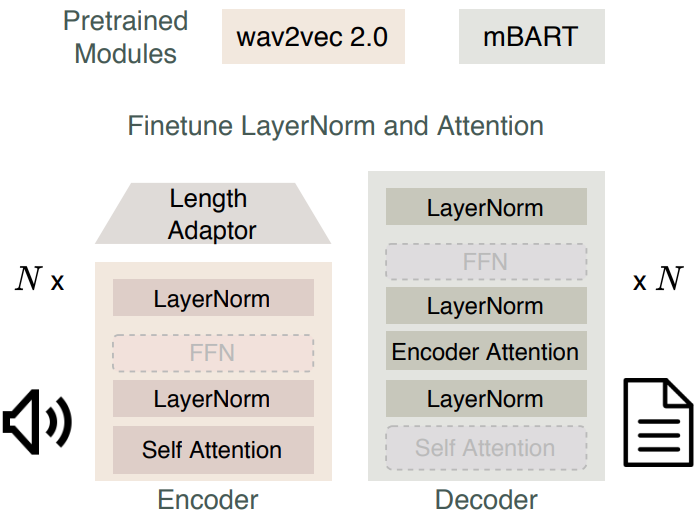 Pretrained
Modules
wav2vec 2.0
mBART
Finetune LayerNorm and Attention
Length
Adaptor
N x
LayerNorm
FFN
LayerNorm
Self Attention
Encoder
LayerNorm
FFN
LayerNorm
Encoder Attention
LayerNorm
Self Attention
Decoder
x N